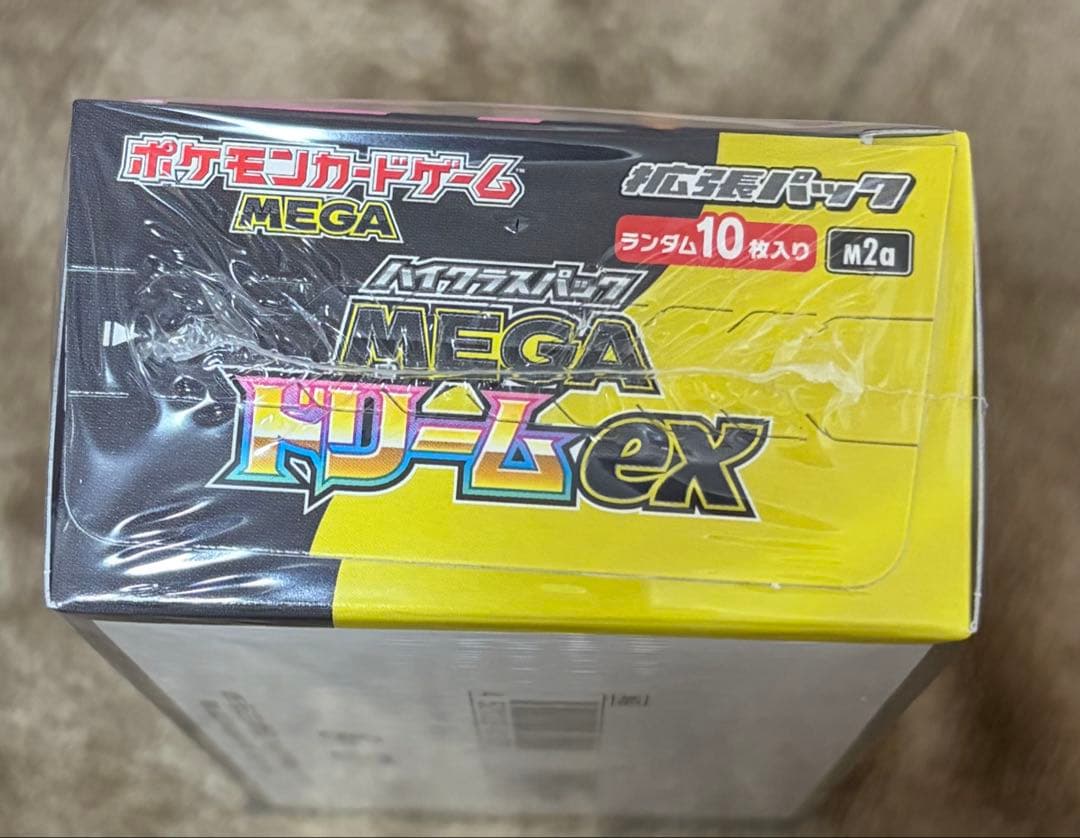 ポケモンカードゲーム™
MEGA
拡張パック
ランダム10枚入り
M2a
ハイクラスパック
MEGA
ドリームex